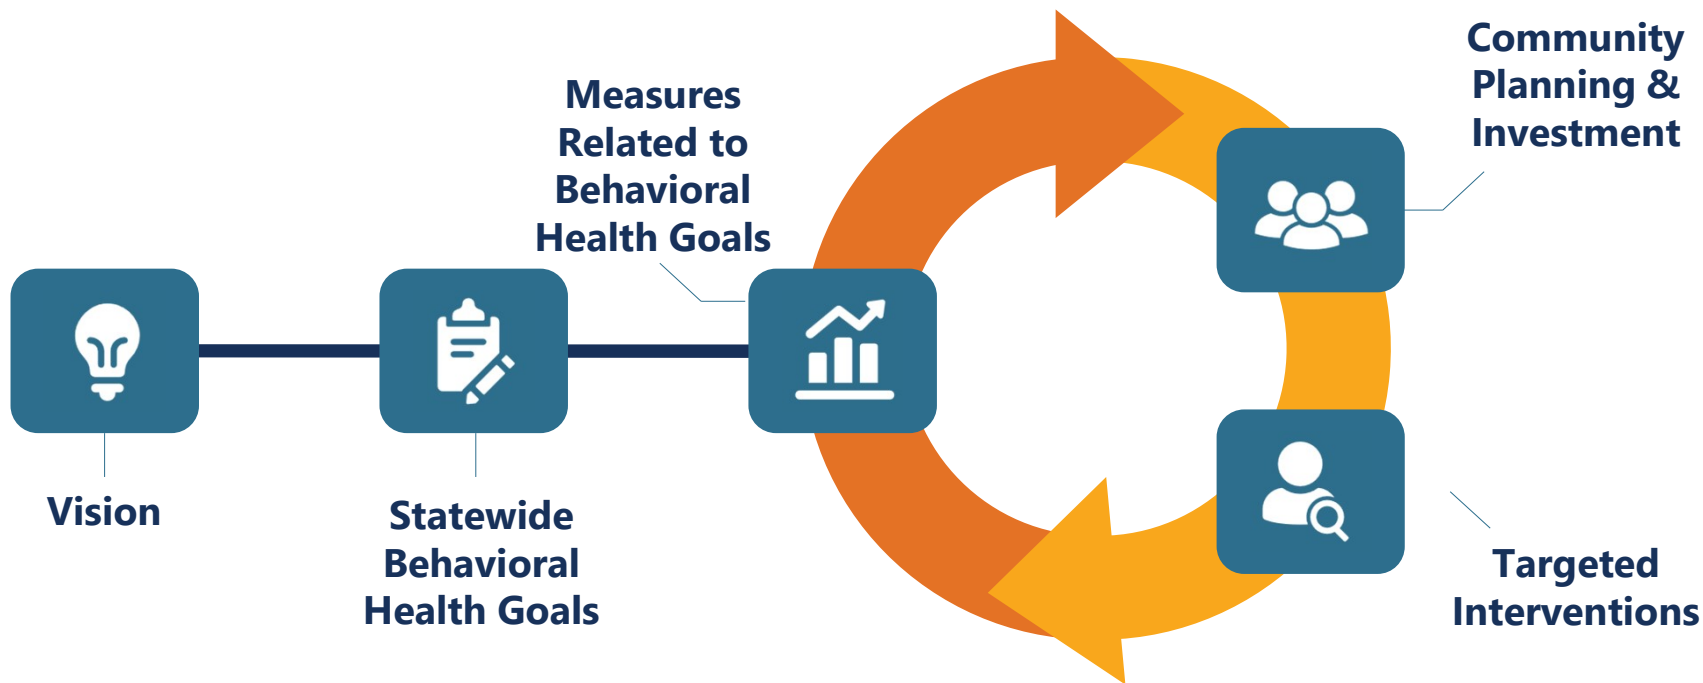 Vision
Statewide
Behavioral
Health Goals
Measures
Related to
Behavioral
Health Goals
Community
Planning &
Investment
Targeted
Interventions